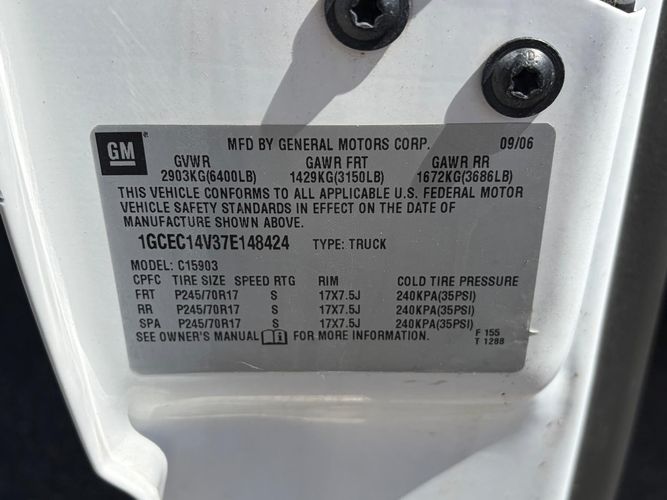 GM MFD BY GENERAL MOTORS CORP. 09/06
GVWR GAWR FRT GAWR RR
2903KG(6400LB) 1429KG(3150LB) 1672KG(3686LB)
THIS VEHICLE CONFORMS TO ALL APPLICABLE U.S. FEDERAL MOTOR
VEHICLE SAFETY STANDARDS IN EFFECT ON THE DATE OF
MANUFACTURE SHOWN ABOVE.
1GCEC14V37E148424 TYPE: TRUCK
MODEL: C15903
CPFC TIRE SIZE SPEED RTG RIM COLD TIRE PRESSURE
FRT P245/70R17 S 17X7.5J 240KPA(35PSI)
RR P245/70R17 S 17X7.5J 240KPA(35PSI)
SPA P245/70R17 S 17X7.5J 240KPA(35PSI)
SEE OWNER'S MANUAL FOR MORE INFORMATION.
F 155
T 1288